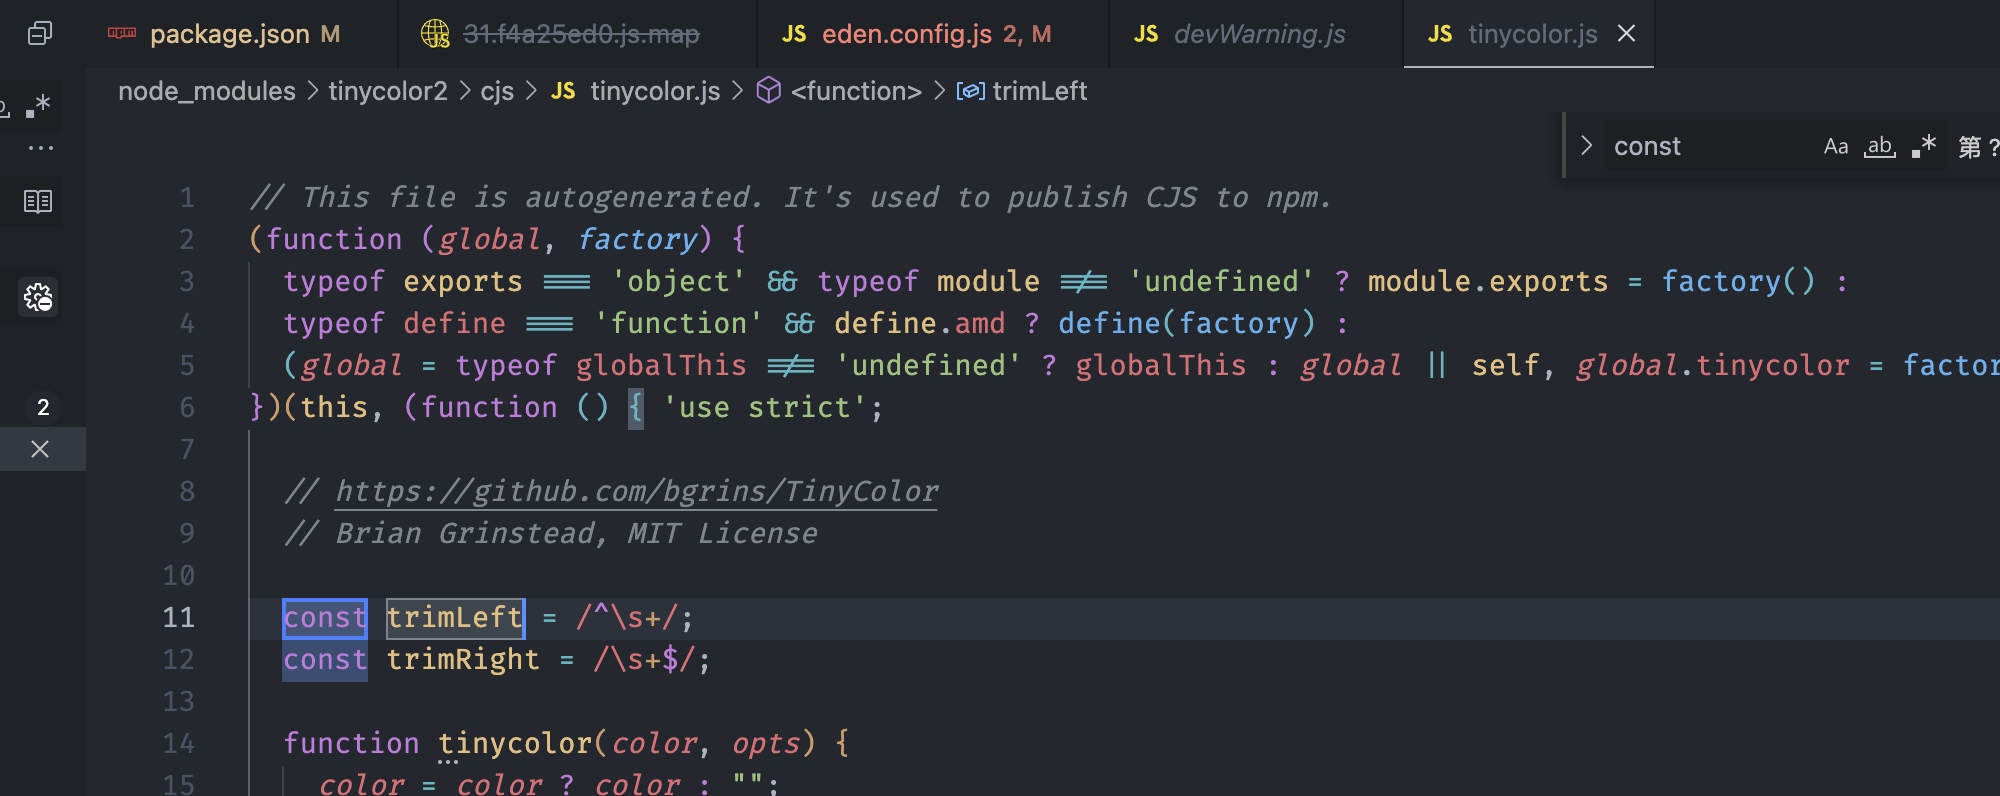 package.json M
31.f4a25ed0.js.map
JS eden.config.js 2, M
JS devWarning.js
JS tinycolor.js
node_modules > tinycolor2 > cjs > JS tinycolor.js > <function> > trimLeft
const Aa ab 第 ?
1 // This file is autogenerated. It's used to publish CJS to npm.
2 (function (global, factory) {
3 typeof exports === 'object' && typeof module !== 'undefined' ? module.exports = factory() :
4 typeof define === 'function' && define.amd ? define(factory) :
5 (global = typeof globalThis !== 'undefined' ? globalThis : global || self, global.tinycolor = factor
6 })(this, (function () { 'use strict';
7
8 // https://github.com/bgrins/TinyColor
9 // Brian Grinstead, MIT License
10
11 const trimLeft = /^\s+/;
12 const trimRight = /\s+$/;
13
14 function tinycolor(color, opts) {
15 color = color ? color : "";
2